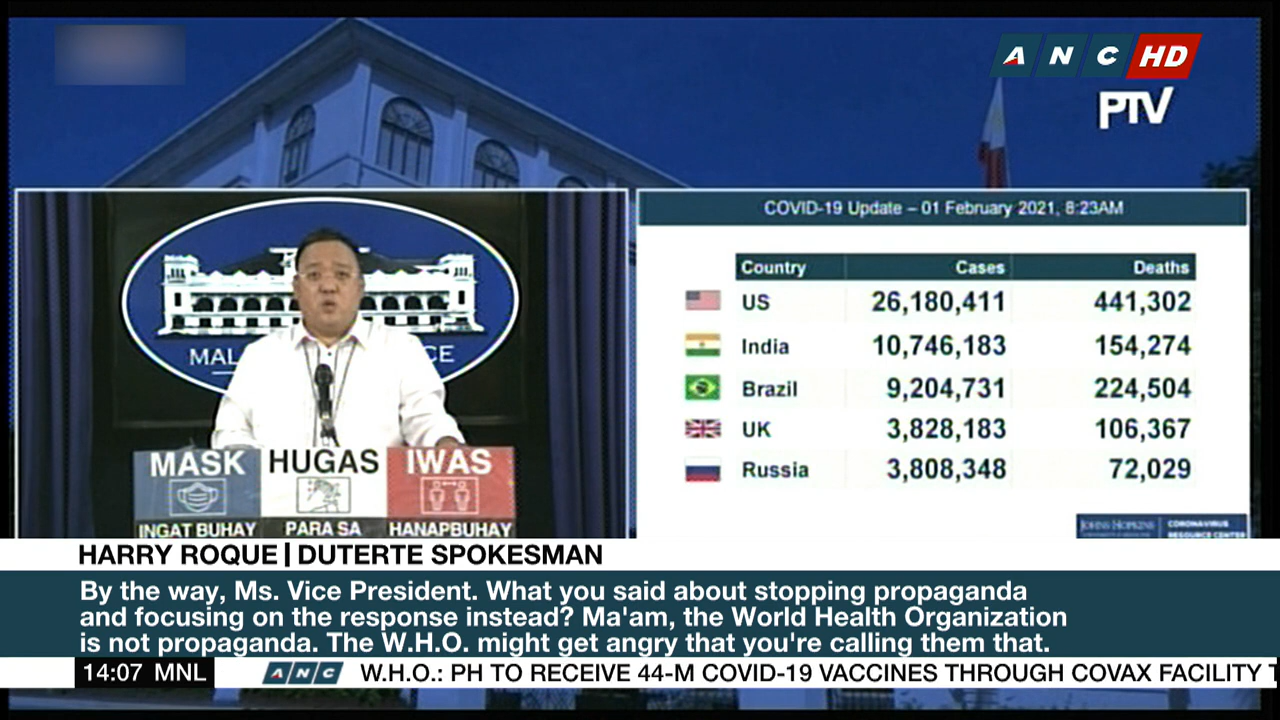 ANC HD
PTV
COVID-19 Update – 01 February 2021, 8:23AM
Country Cases Deaths
US 26,180,411 441,302
India 10,746,183 154,274
Brazil 9,204,731 224,504
UK 3,828,183 106,367
Russia 3,808,348 72,029
JOHNS HOPKINS
CORONAVIRUS
RESOURCE CENTER
MAL CE
MASK HUGAS IWAS
INGAT BUHAY PARA SA HANAPBUHAY
HARRY ROQUE | DUTERTE SPOKESMAN
By the way, Ms. Vice President. What you said about stopping propaganda
and focusing on the response instead? Ma'am, the World Health Organization
is not propaganda. The W.H.O. might get angry that you're calling them that.
14:07 MNL ANC W.H.O.: PH TO RECEIVE 44-M COVID-19 VACCINES THROUGH COVAX FACILITY T